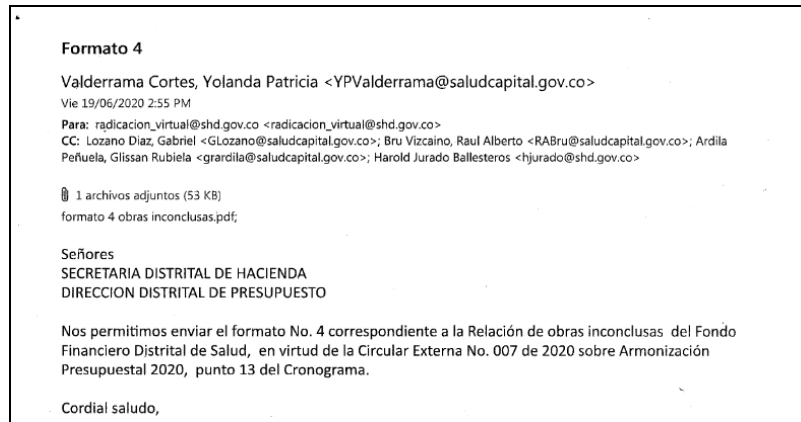 Formato 4
Valderrama Cortes, Yolanda Patricia <YPValderrama@saludcapital.gov.co>
Vie 19/06/2020 2:55 PM
Para: radicacion_virtual@shd.gov.co <radicacion_virtual@shd.gov.co>
CC: Lozano Diaz, Gabriel <GLozano@saludcapital.gov.co>; Bru Vizcaino, Raul Alberto <RABru@saludcapital.gov.co>; Ardila
Peñuela, Glissan Rubiela <grardila@saludcapital.gov.co>; Harold Jurado Ballesteros <hjurado@shd.gov.co>
1 archivos adjuntos (53 KB)
formato 4 obras inconclusas.pdf;
Señores
SECRETARIA DISTRITAL DE HACIENDA
DIRECCION DISTRITAL DE PRESUPUESTO
Nos permitimos enviar el formato No. 4 correspondiente a la Relación de obras inconclusas del Fondo
Financiero Distrital de Salud, en virtud de la Circular Externa No. 007 de 2020 sobre Armonización
Presupuestal 2020, punto 13 del Cronograma.
Cordial saludo,